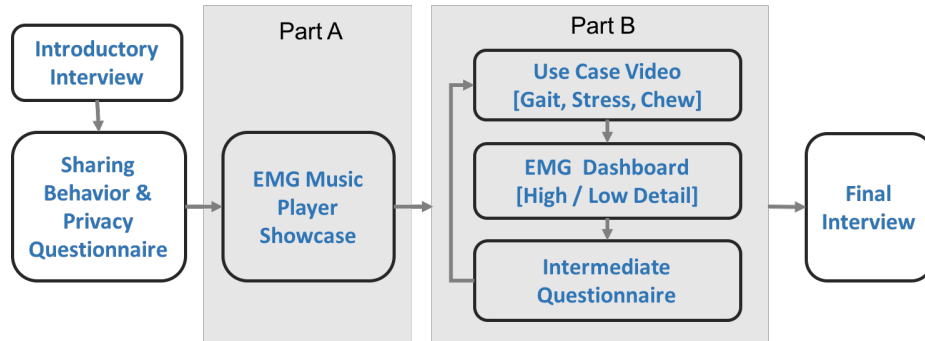 Introductory
Interview
Sharing
Behavior &
Privacy
Questionnaire
Part A
EMG Music
Player
Showcase
Part B
Use Case Video
[Gait, Stress, Chew]
EMG Dashboard
[High / Low Detail]
Intermediate
Questionnaire
Final
Interview